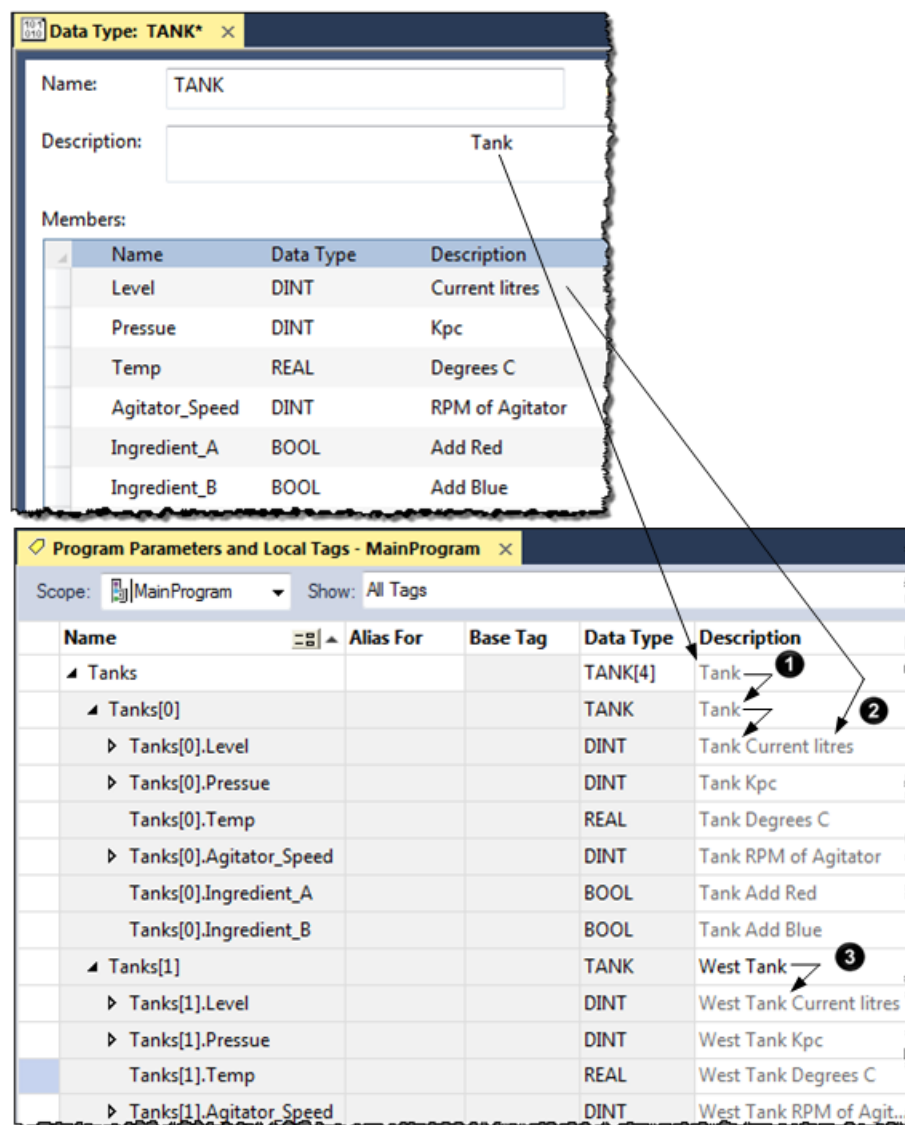 Data Type: TANK* ×
Name: TANK
Description: Tank
Members:
Name Data Type Description
Level DINT Current litres
Pressue DINT Kpc
Temp REAL Degrees C
Agitator_Speed DINT RPM of Agitator
Ingredient_A BOOL Add Red
Ingredient_B BOOL Add Blue
Program Parameters and Local Tags - MainProgram ×
Scope: MainProgram Show: All Tags
Name Alias For Base Tag Data Type Description
Tanks TANK[4] Tank 1
Tanks[0] TANK Tank 2
Tanks[0].Level DINT Tank Current litres
Tanks[0].Pressue DINT Tank Kpc
Tanks[0].Temp REAL Tank Degrees C
Tanks[0].Agitator_Speed DINT Tank RPM of Agitator
Tanks[0].Ingredient_A BOOL Tank Add Red
Tanks[0].Ingredient_B BOOL Tank Add Blue
Tanks[1] TANK West Tank 3
Tanks[1].Level DINT West Tank Current litres
Tanks[1].Pressue DINT West Tank Kpc
Tanks[1].Temp REAL West Tank Degrees C
Tanks[1].Agitator_Speed DINT West Tank RPM of Agit...